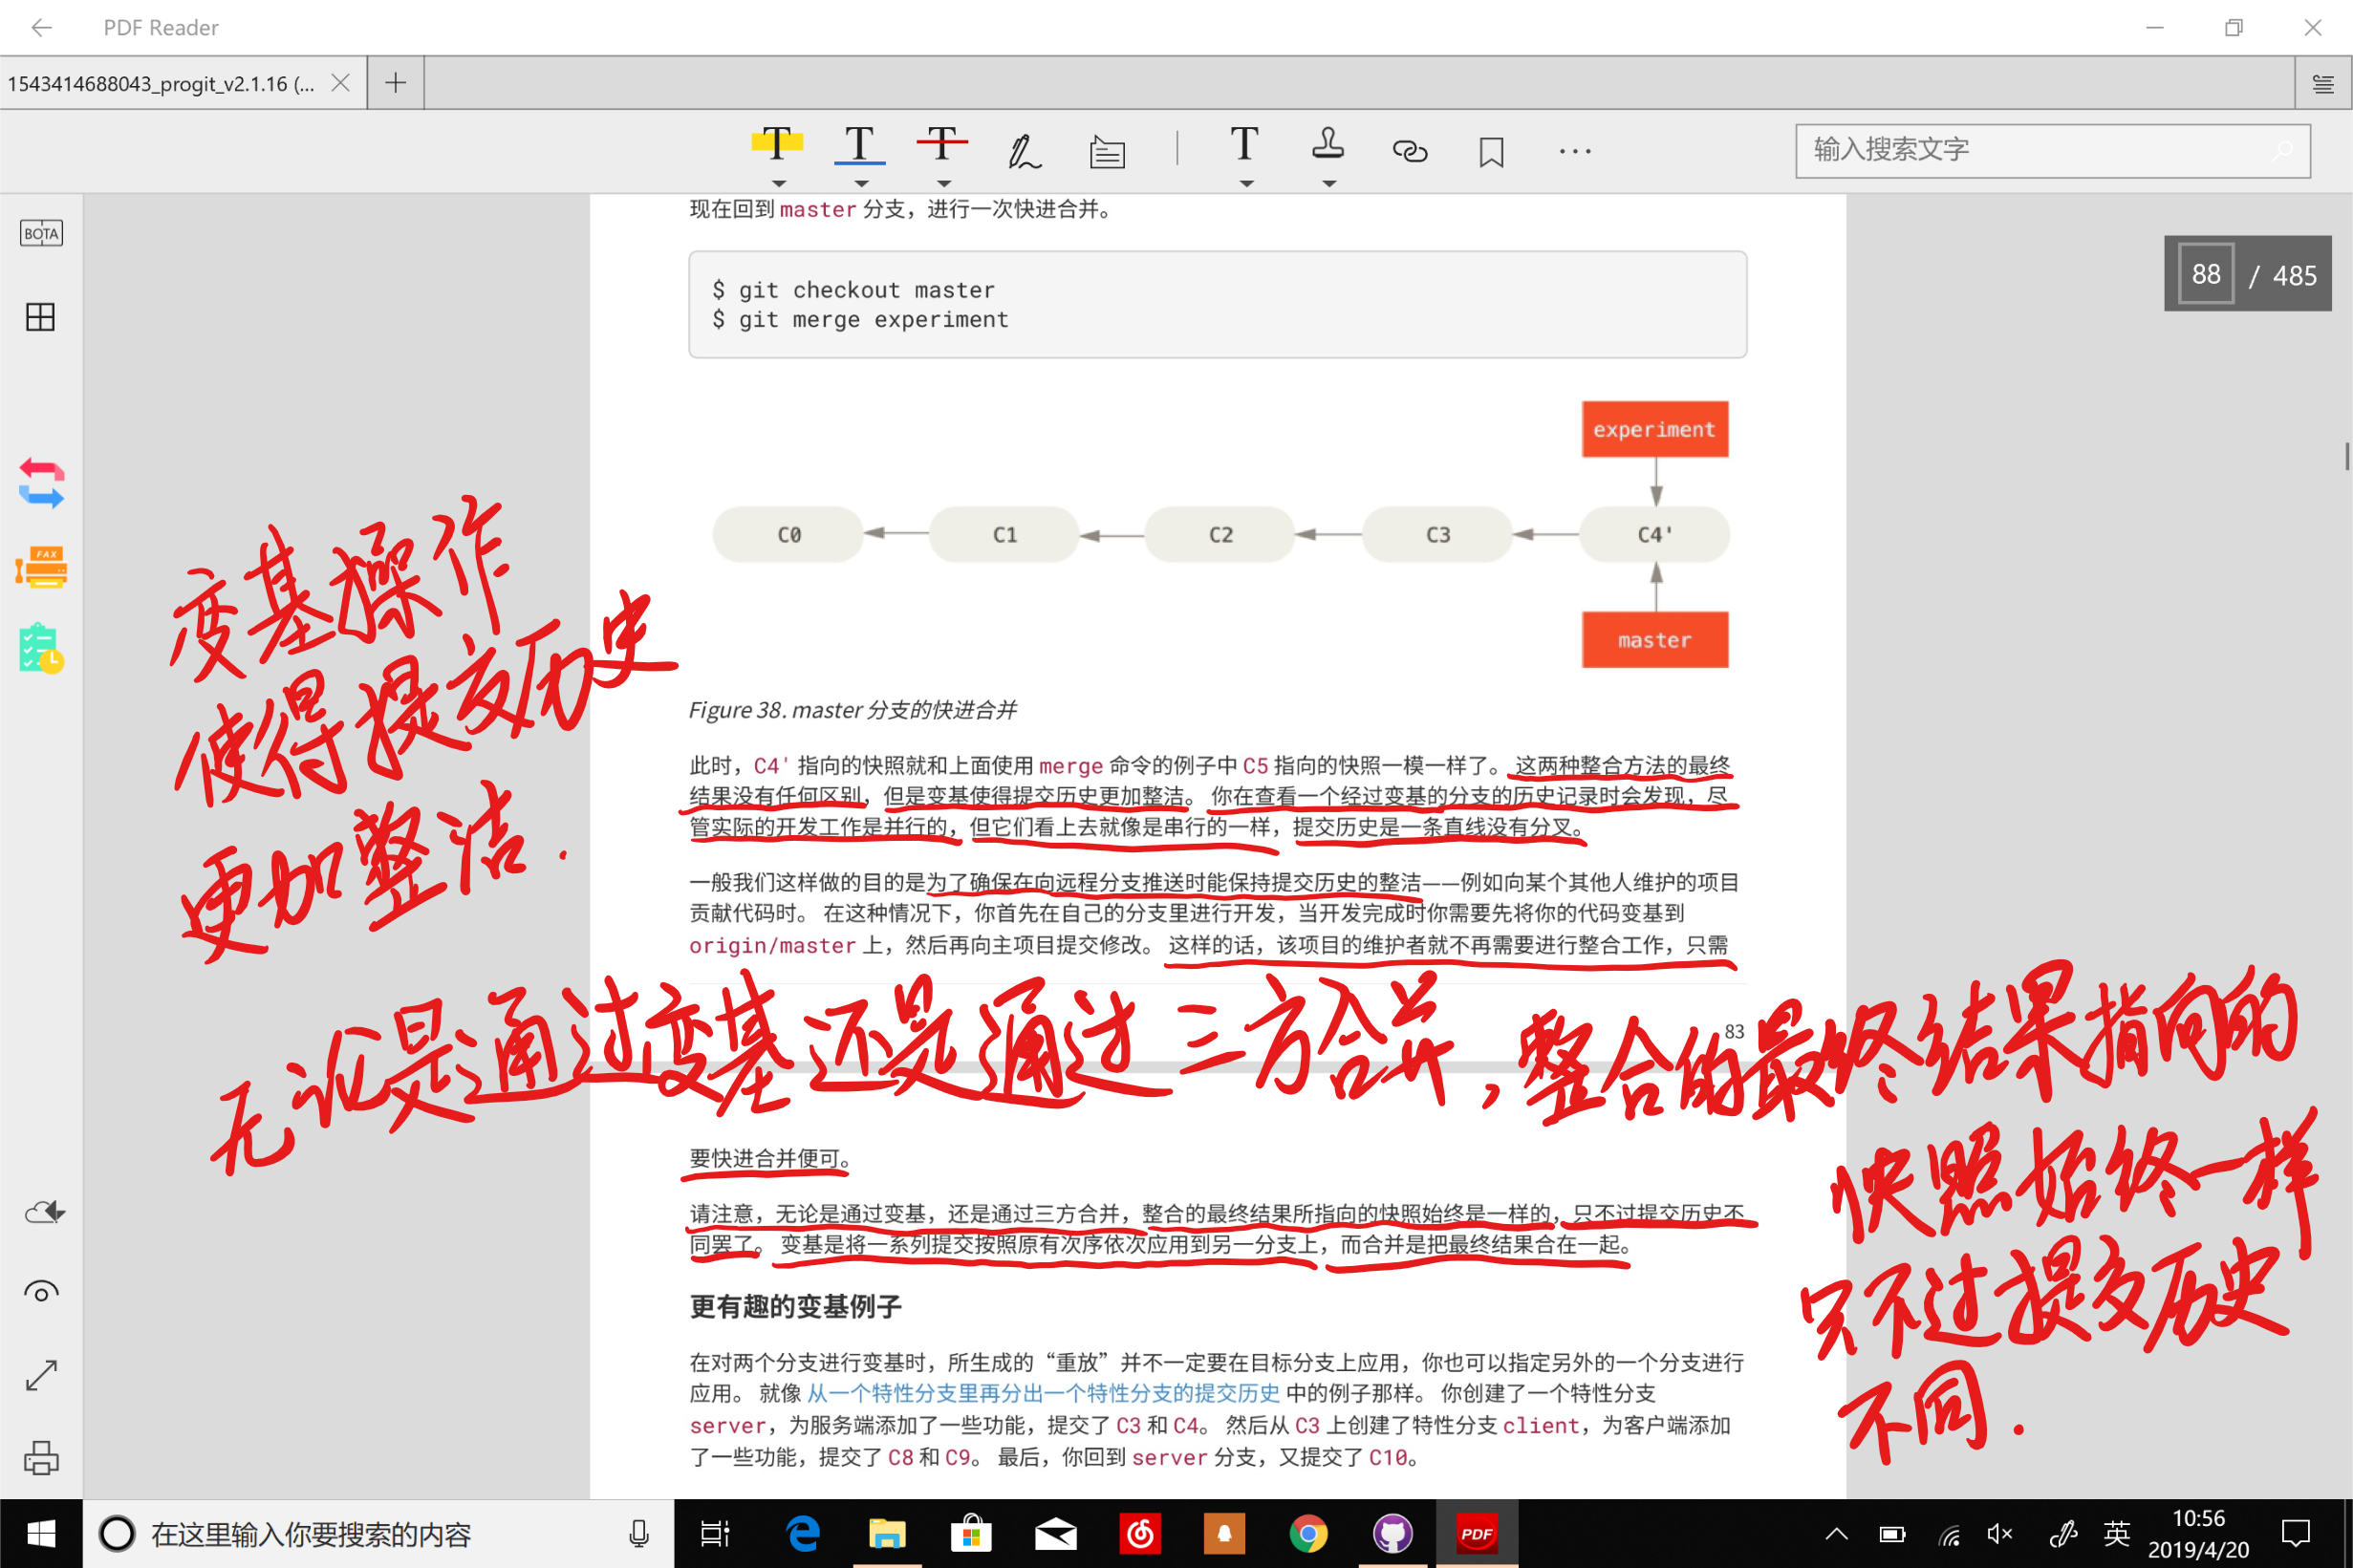 PDF Reader
1543414688043_progit_v2.1.16 (...
输入搜索文字
BOTA
88 / 485
现在回到 master 分支，进行一次快进合并。
$ git checkout master
$ git merge experiment
experiment
C0 C1 C2 C3 C4'
master
Figure 38. master 分支的快进合并
变基操作
使得提交历史
更加整洁.
此时，C4' 指向的快照就和上面使用 merge 命令的例子中 C5 指向的快照一模一样了。 这两种整合方法的最终
结果没有任何区别，但是变基使得提交历史更加整洁。 你在查看一个经过变基的分支的历史记录时会发现，尽
管实际的开发工作是并行的，但它们看上去就像是串行的一样，提交历史是一条直线没有分叉。
一般我们这样做的目的是为了确保在向远程分支推送时能保持提交历史的整洁——例如向某个其他人维护的项目
贡献代码时。 在这种情况下，你首先在自己的分支里进行开发，当开发完成时你需要先将你的代码变基到
origin/master 上，然后再向主项目提交修改。 这样的话，该项目的维护者就不再需要进行整合工作，只需
83
无论是通过变基还是通过三方合并，整合的最终结果指向的
快照始终一样
只不过提交历史
不同.
要快进合并便可。
请注意，无论是通过变基，还是通过三方合并，整合的最终结果所指向的快照始终是一样的，只不过提交历史不
同罢了。 变基是将一系列提交按照原有次序依次应用到另一分支上，而合并是把最终结果合在一起。
更有趣的变基例子
在对两个分支进行变基时，所生成的“重放”并不一定要在目标分支上应用，你也可以指定另外的一个分支进行
应用。 就像 从一个特性分支里再分出一个特性分支的提交历史 中的例子那样。 你创建了一个特性分支
server，为服务端添加了一些功能，提交了 C3 和 C4。 然后从 C3 上创建了特性分支 client，为客户端添加
了一些功能，提交了 C8 和 C9。 最后，你回到 server 分支，又提交了 C10。
FAX
在这里输入你要搜索的内容
PDF
英
10:56
2019/4/20